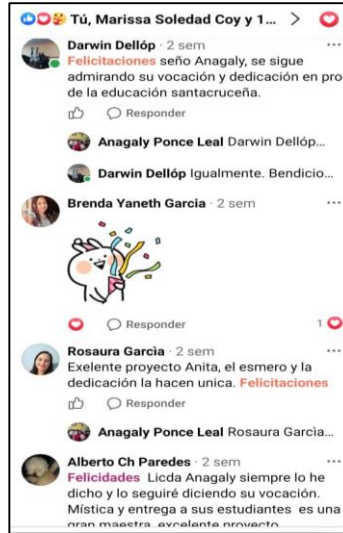 Tú, Marissa Soledad Coy y 1... >
Darwin Dellóp · 2 sem ...
Felicitaciones seño Anagaly, se sigue
admirando su vocación y dedicación en pro
de la educación santacruceña.
Responder
Anagaly Ponce Leal Darwin Dellóp...
Darwin Dellóp Igualmente. Bendicio...
Brenda Yaneth Garcia · 2 sem ...
Responder 1
Rosaura Garcìa · 2 sem ...
Exelente proyecto Anita, el esmero y la
dedicación la hacen unica. Felicitaciones
Responder
Anagaly Ponce Leal Rosaura Garcìa...
Alberto Ch Paredes · 2 sem ...
Felicidades Licda Anagaly siempre lo he
dicho y lo seguiré diciendo su vocación.
Mística y entrega a sus estudiantes es una
gran maestra, excelente proyecto